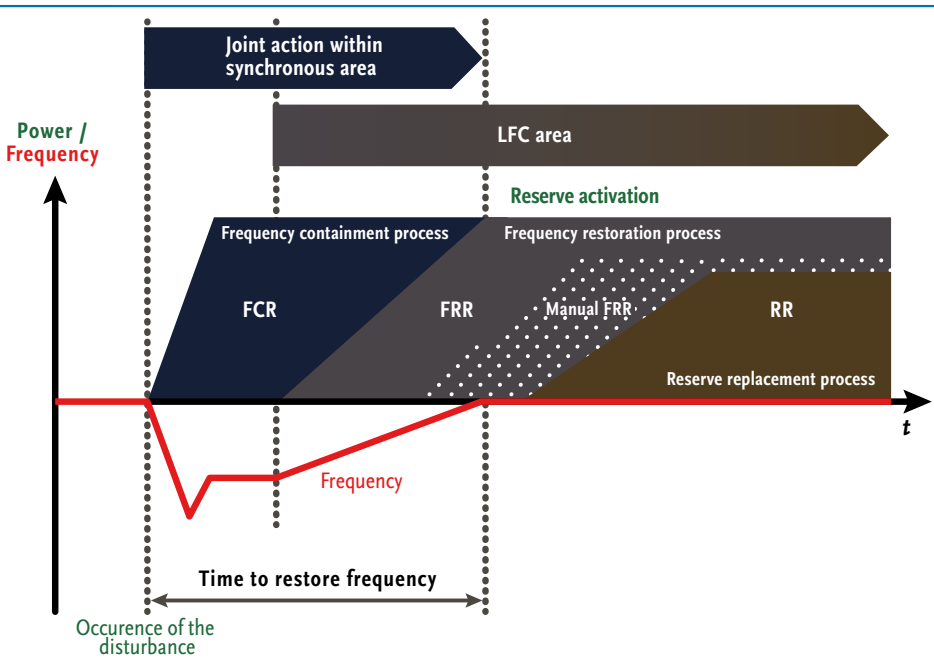 Joint action within
synchronous area
LFC area
Power /
Frequency
Reserve activation
Frequency containment process
Frequency restoration process
FCR
FRR
Manual FRR
RR
Reserve replacement process
t
Frequency
Time to restore frequency
Occurence of the
disturbance